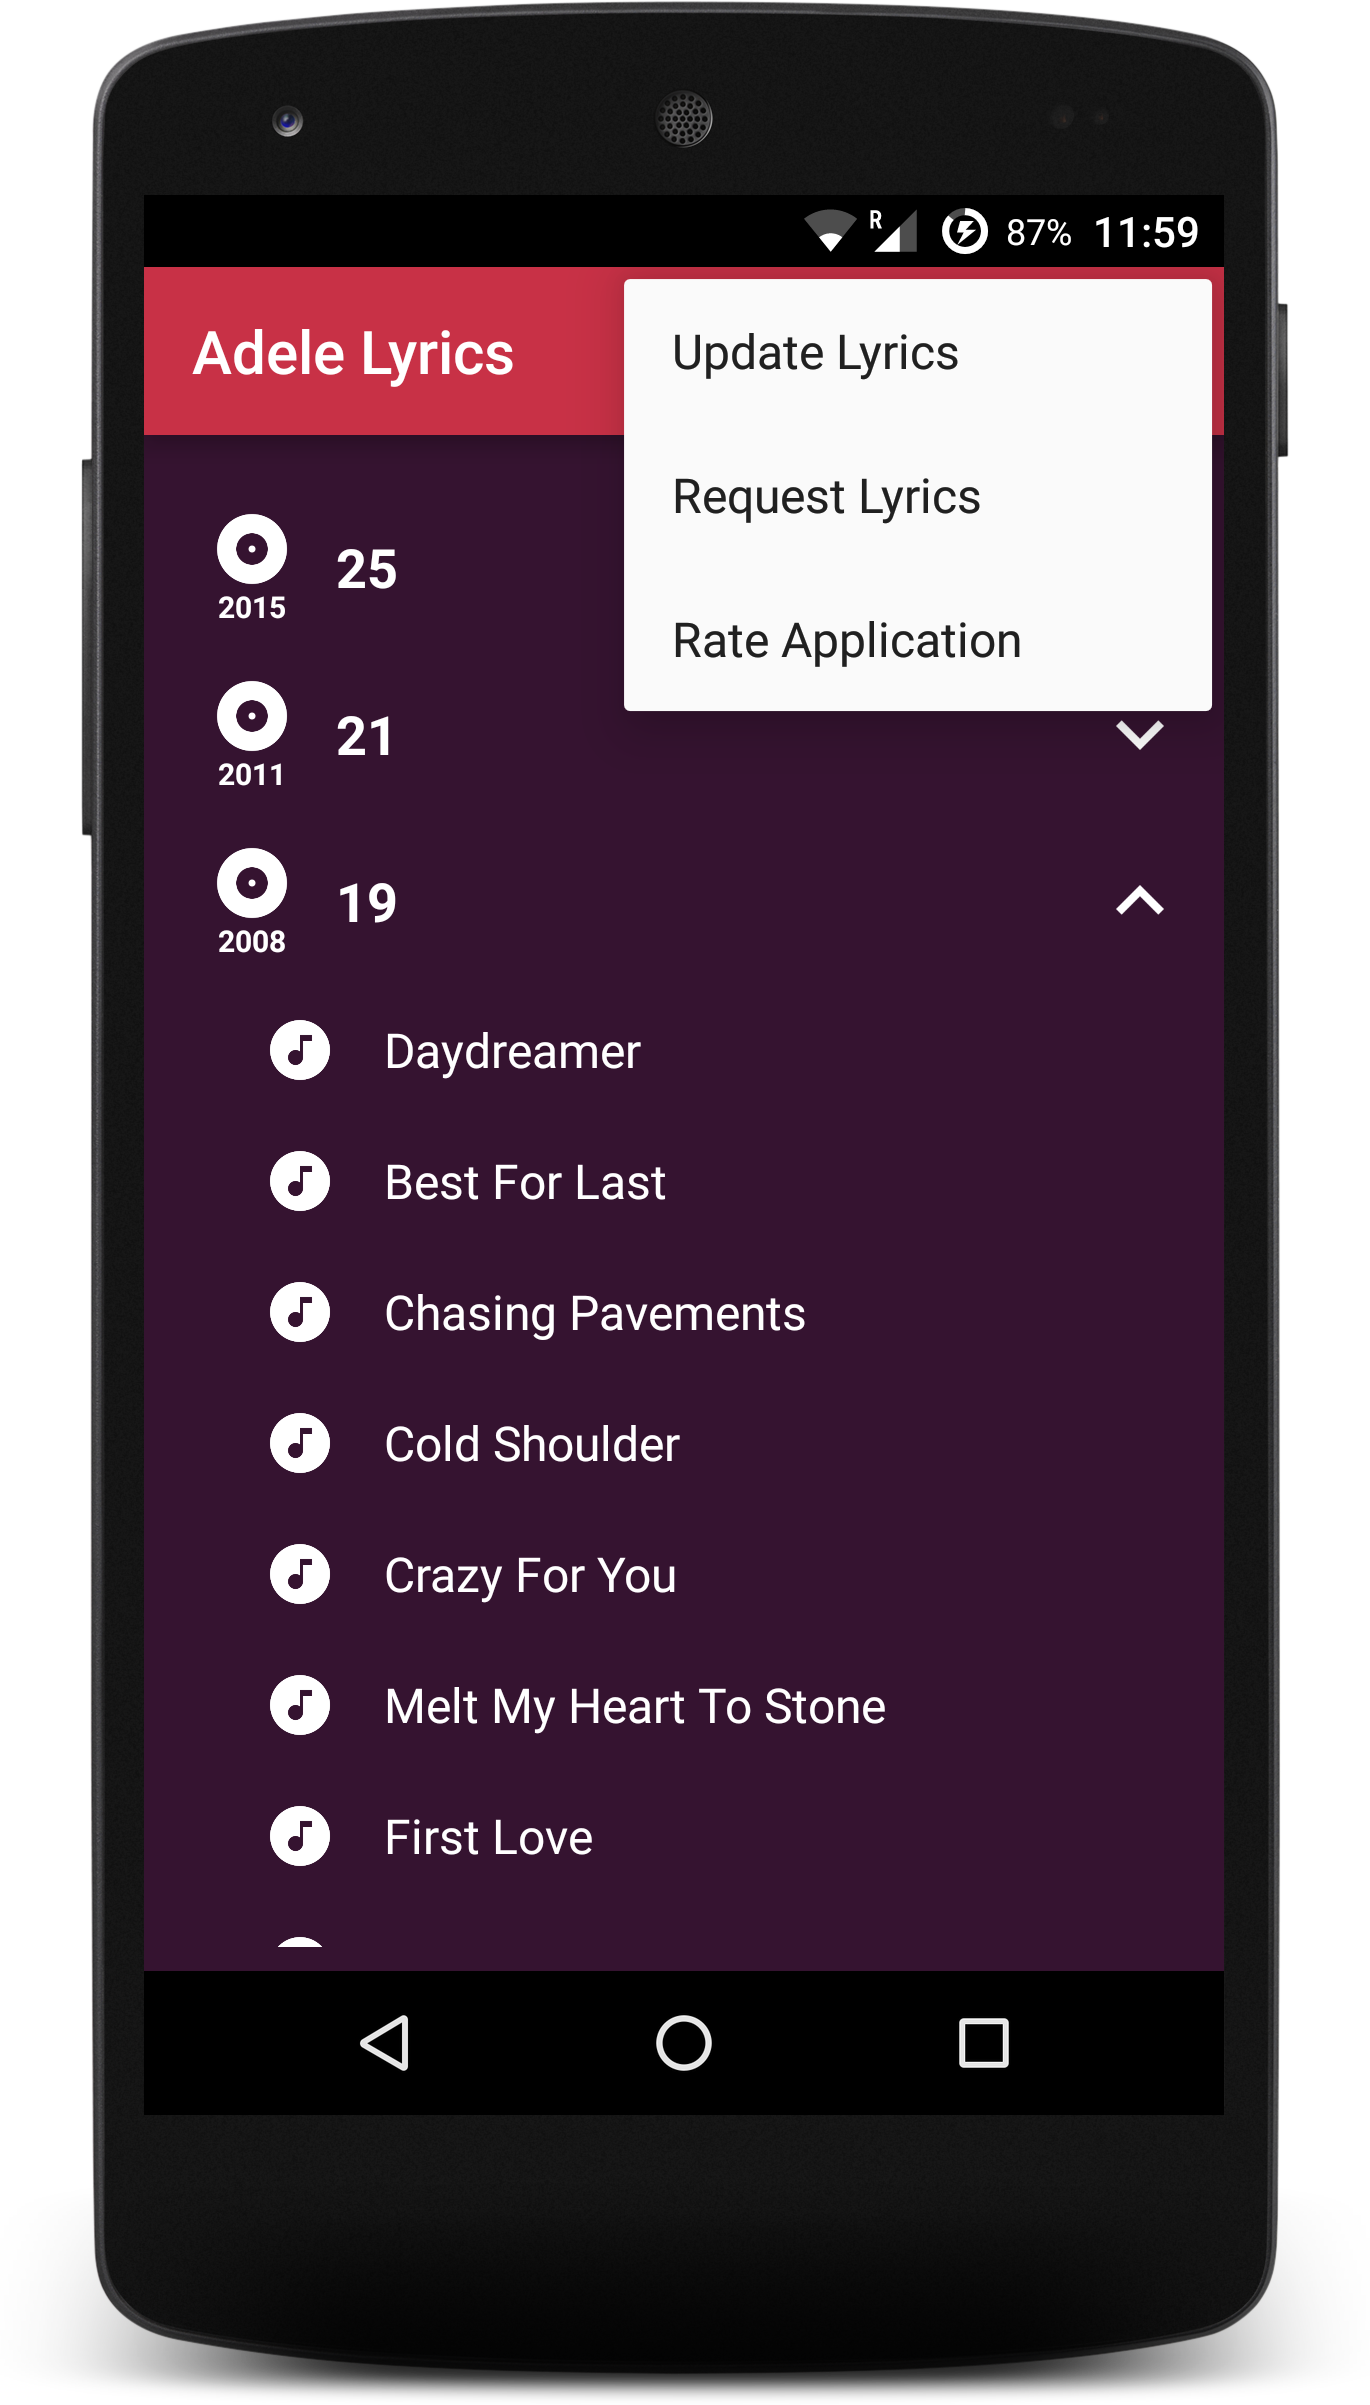 R 87% 11:59
Adele Lyrics
Update Lyrics
Request Lyrics
Rate Application
25
2015
21
2011
19
2008
Daydreamer
Best For Last
Chasing Pavements
Cold Shoulder
Crazy For You
Melt My Heart To Stone
First Love